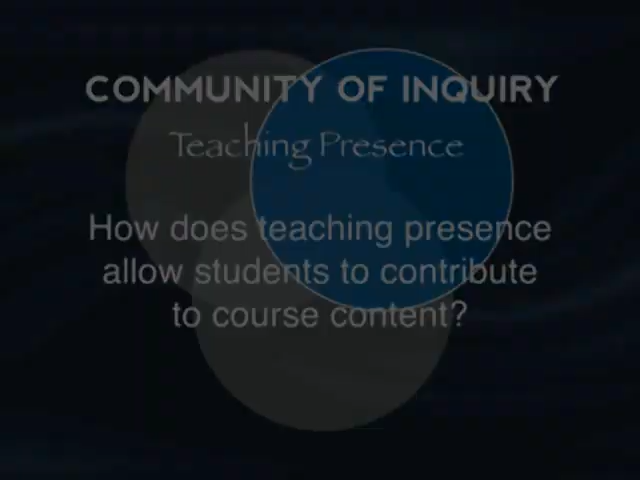 COMMUNITY OF INQUIRY
Teaching Presence
How does teaching presence
allow students to contribute
to course content?